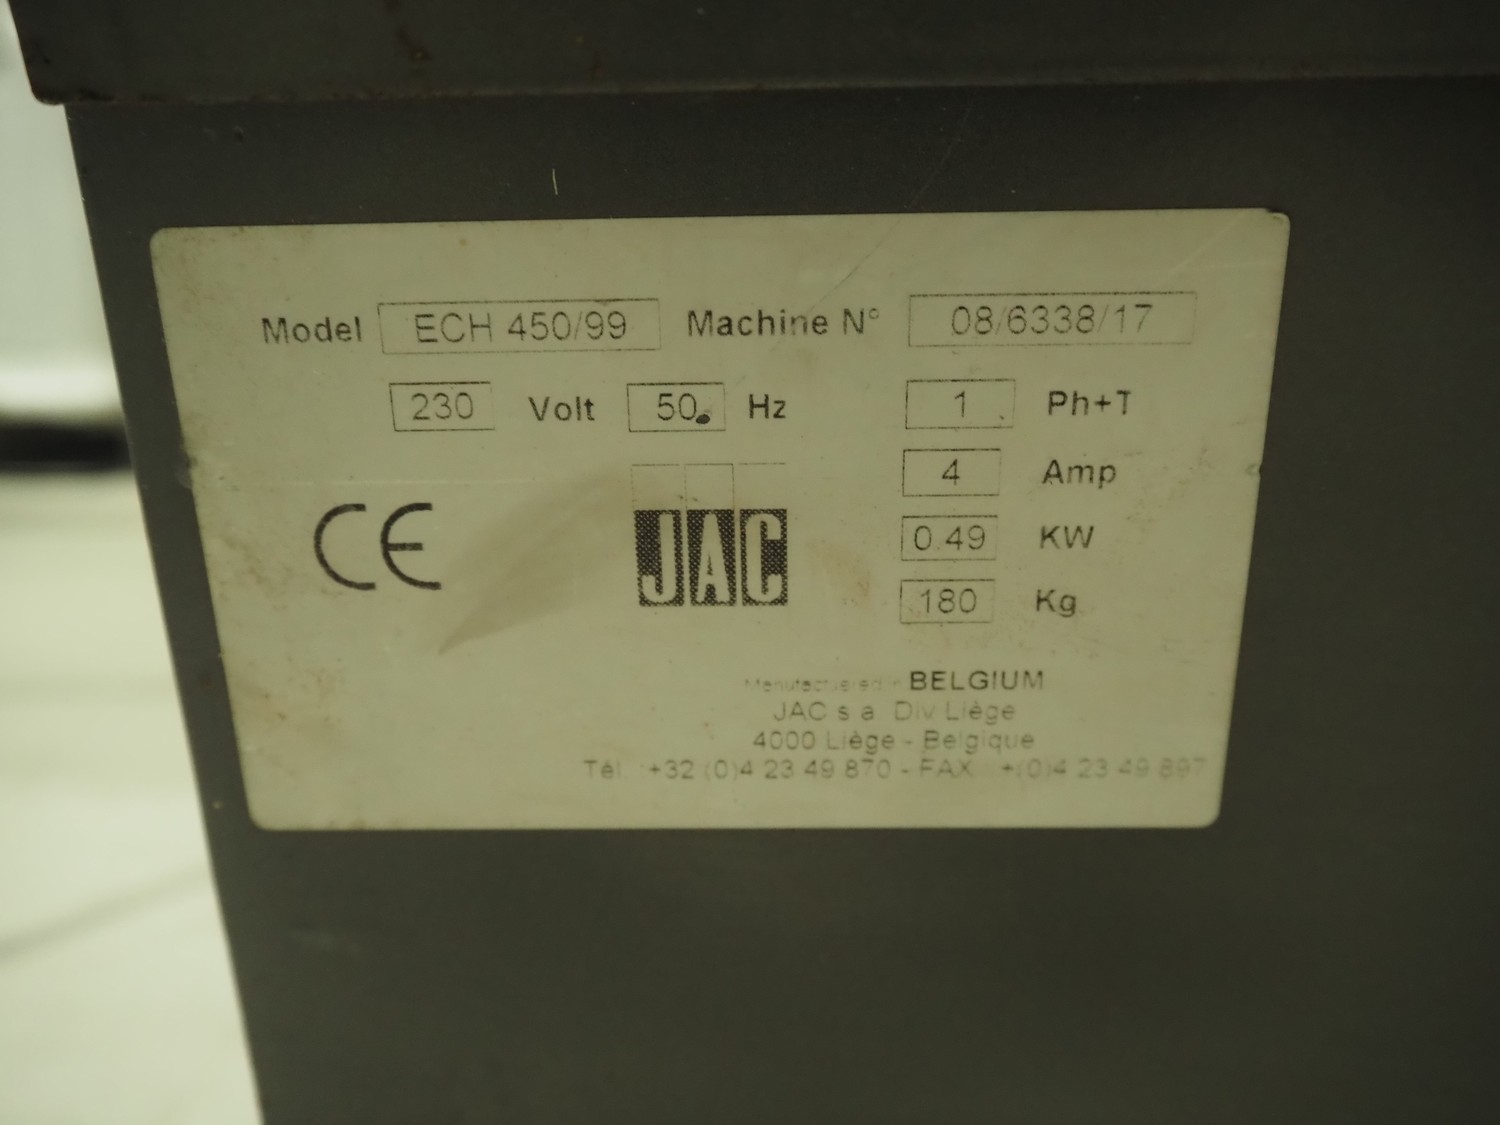 Model ECH 450/99 Machine N° 08/6338/17
230 Volt 50 Hz 1 Ph+T
4 Amp
CE JAC 0.49 KW
180 Kg
Manufactured in BELGIUM
JAC s.a. Div Liège
4000 Liège - Belgique
Tél. +32 (0)4 23 49 870 - FAX +(0)4 23 49 897